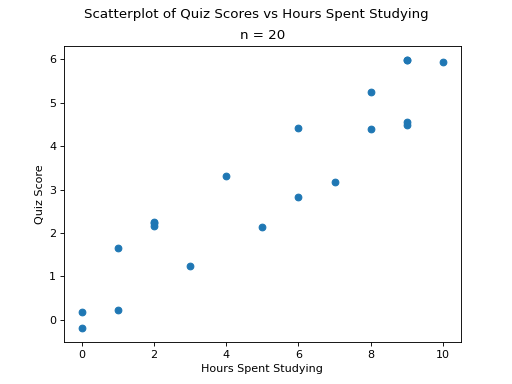 Scatterplot of Quiz Scores vs Hours Spent Studying
n = 20
6
5
4
3
2
1
0
Quiz Score
0 2 4 6 8 10
Hours Spent Studying